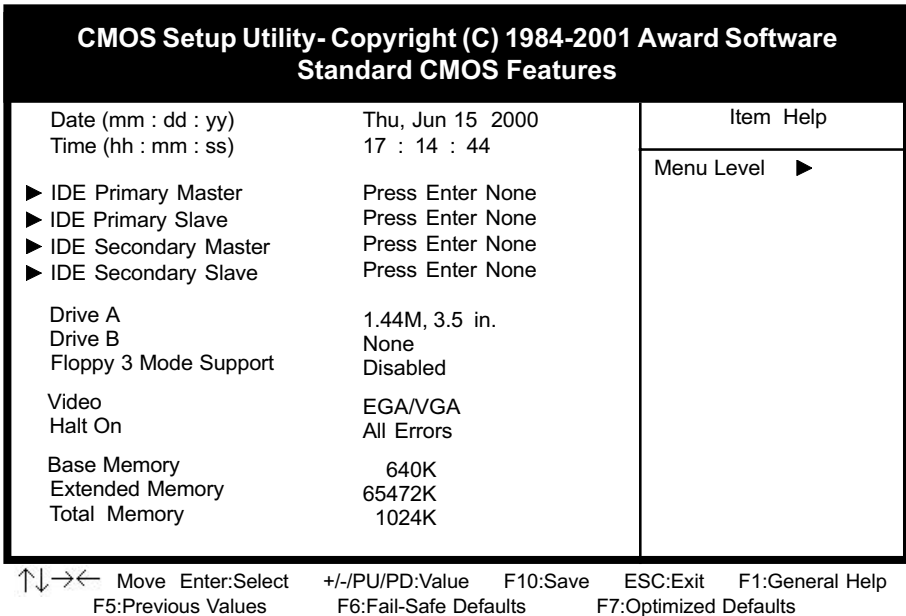 CMOS Setup Utility- Copyright (C) 1984-2001 Award Software
Standard CMOS Features
Date (mm : dd : yy) Thu, Jun 15 2000
Time (hh : mm : ss) 17 : 14 : 44
▶ IDE Primary Master Press Enter None
▶ IDE Primary Slave Press Enter None
▶ IDE Secondary Master Press Enter None
▶ IDE Secondary Slave Press Enter None
Drive A 1.44M, 3.5 in.
Drive B None
Floppy 3 Mode Support Disabled
Video EGA/VGA
Halt On All Errors
Base Memory 640K
Extended Memory 65472K
Total Memory 1024K
Item Help
Menu Level ▶
↑↓→← Move Enter:Select +/-/PU/PD:Value F10:Save ESC:Exit F1:General Help
F5:Previous Values F6:Fail-Safe Defaults F7:Optimized Defaults